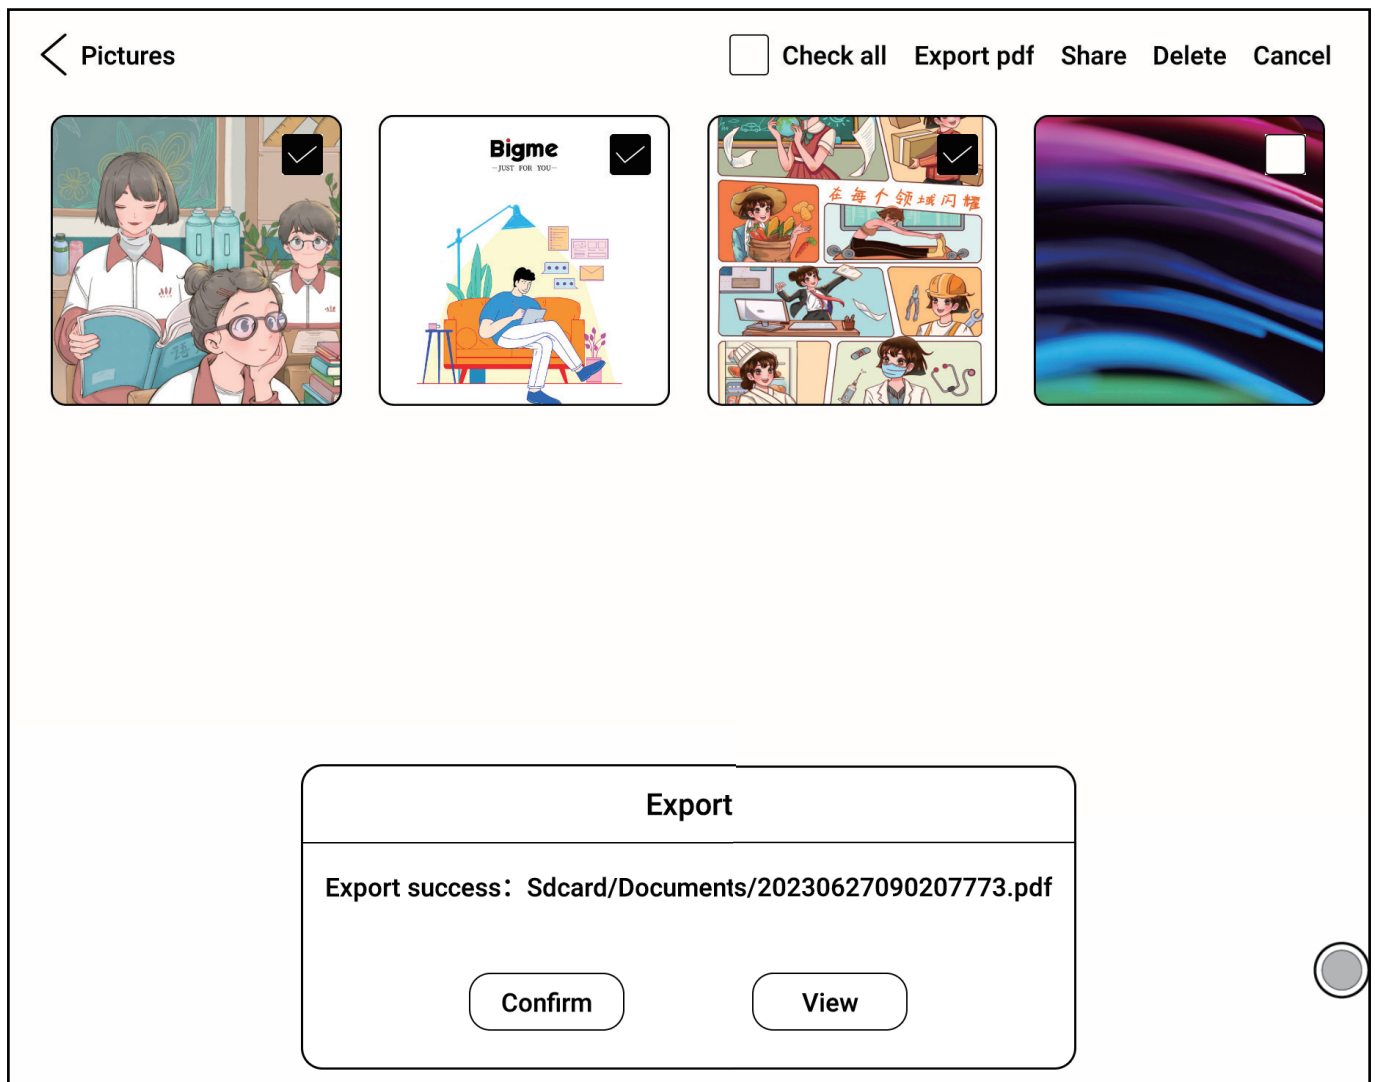 Pictures
Check all
Export pdf
Share
Delete
Cancel
Bigme
—JUST FOR YOU—
在每个领域闪耀
Export
Export success：Sdcard/Documents/20230627090207773.pdf
Confirm
View